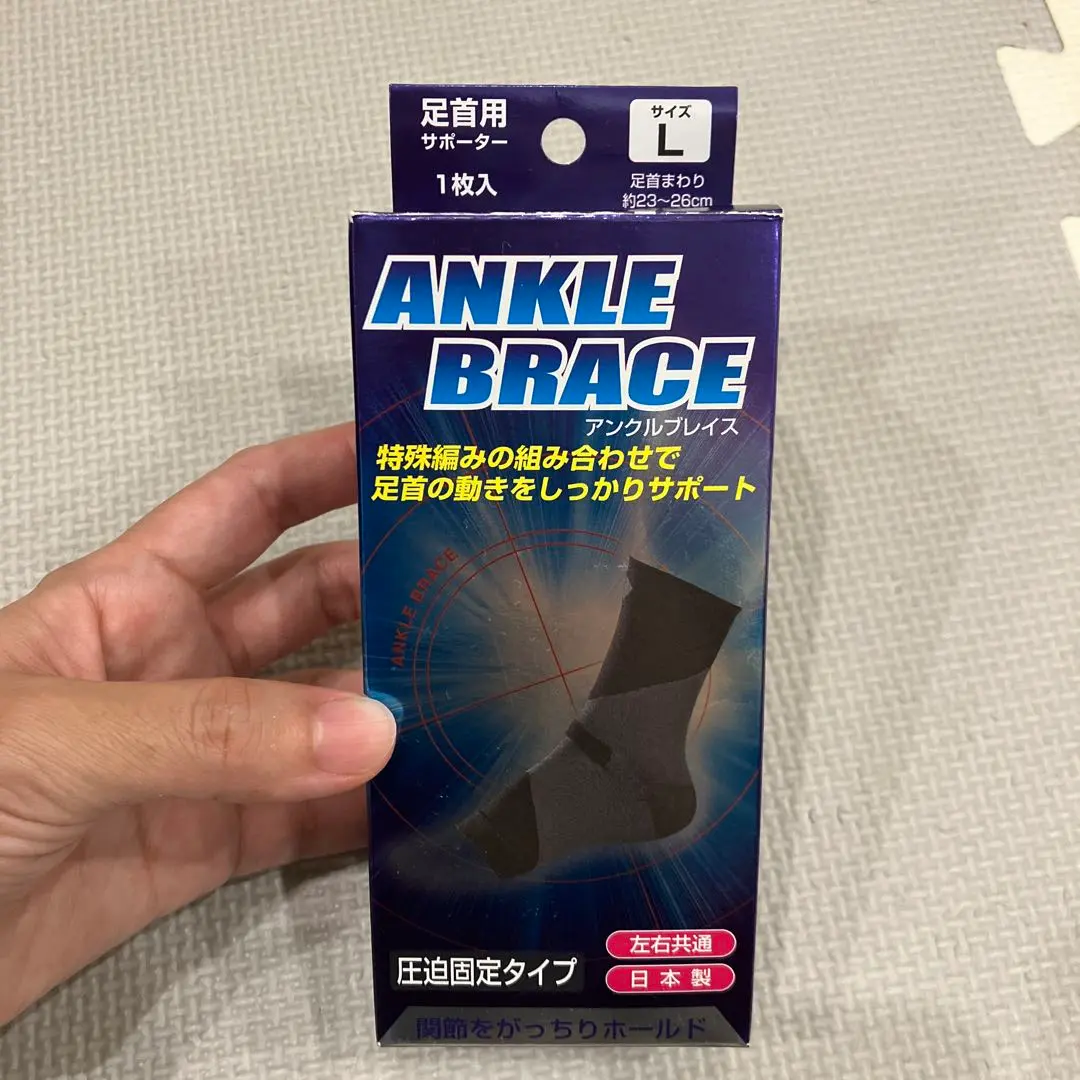 足首用
サポーター
1枚入
サイズ
L
足首まわり
約23〜26cm
ANKLE
BRACE
アンクルブレイス
特殊編みの組み合わせで
足首の動きをしっかりサポート
ANKLE BRACE
左右共通
日本製
圧迫固定タイプ
関節をがっちりホールド